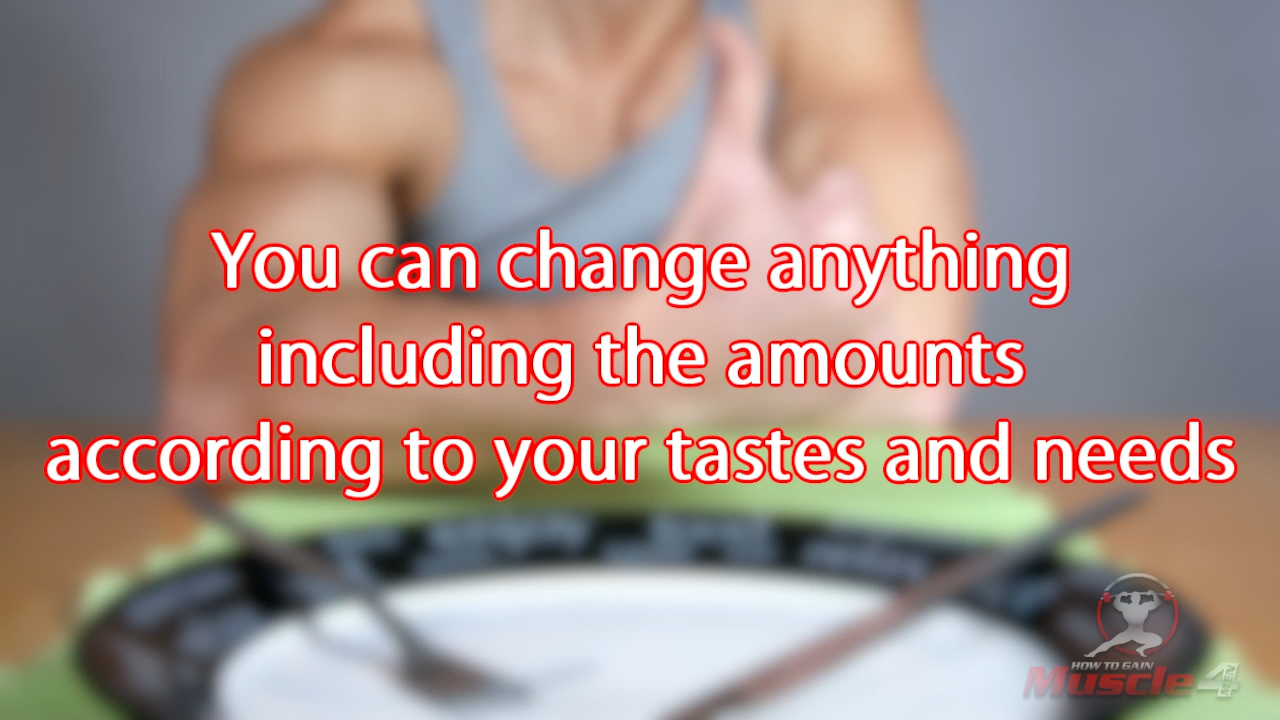 You can change anything
including the amounts
according to your tastes and needs
HOW TO GAIN
Muscle4